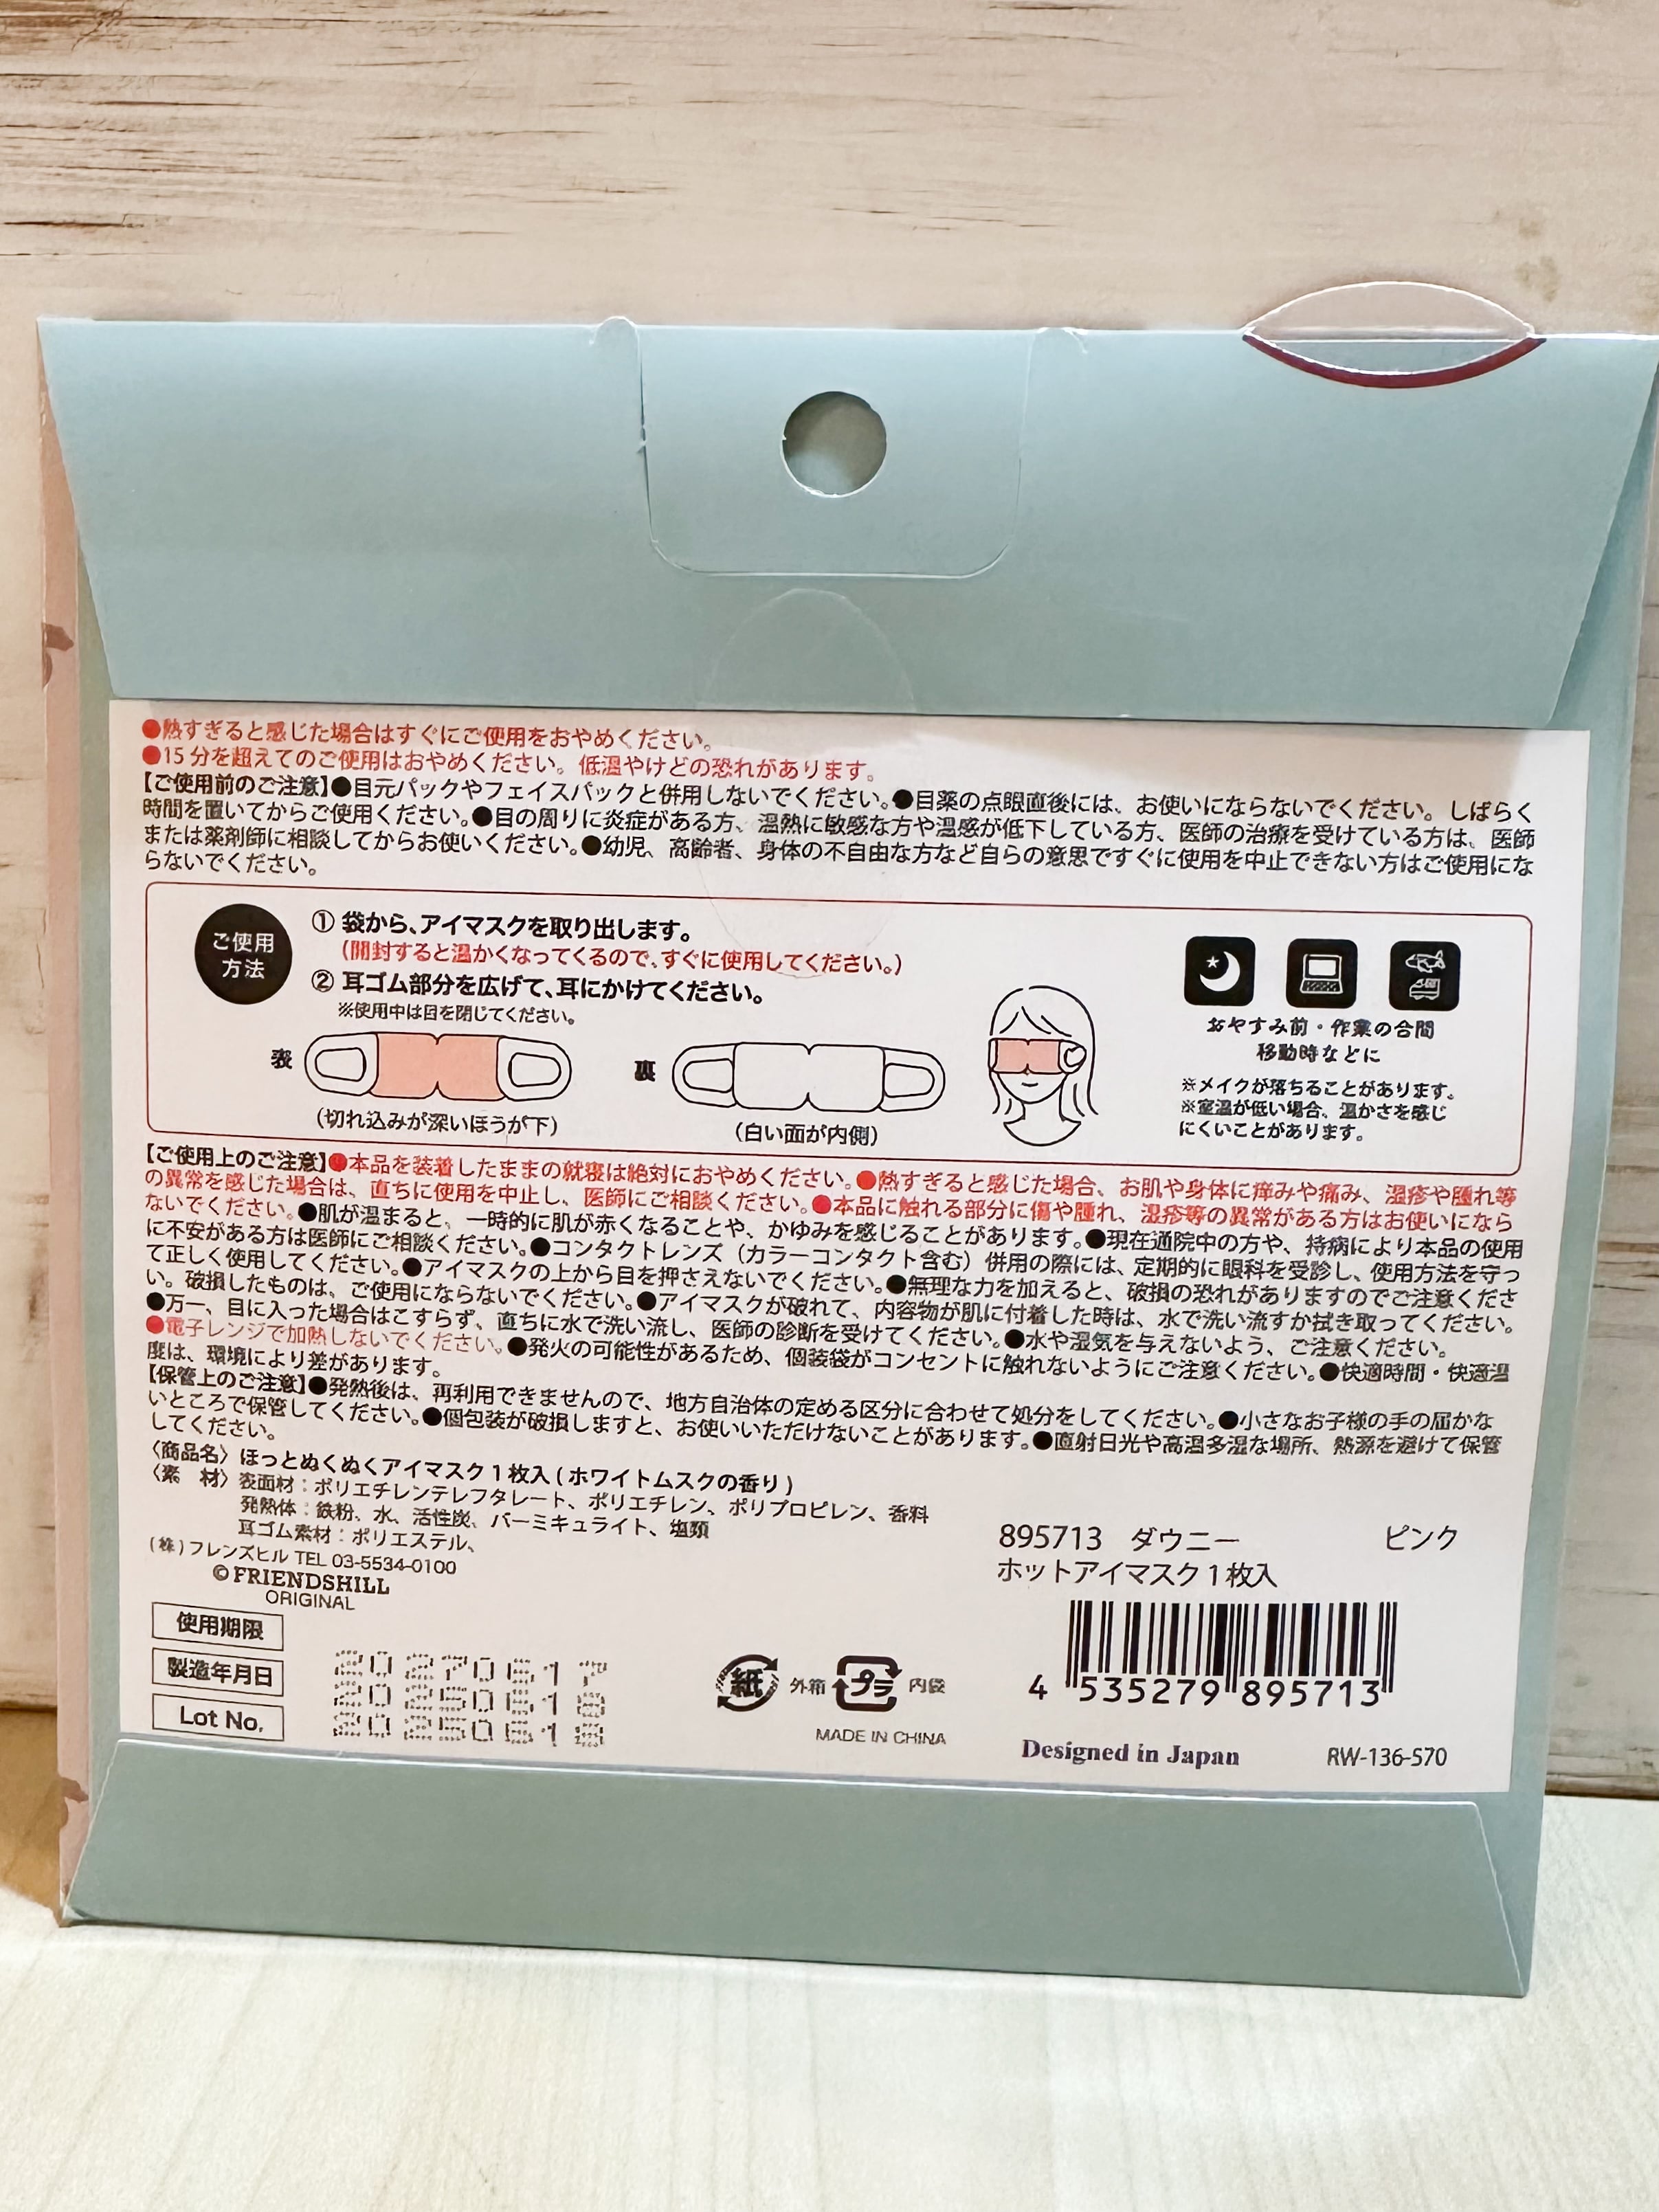 ●熱すぎると感じた場合はすぐにご使用をおやめください。
●15分を超えてのご使用はおやめください。低温やけどの恐れがあります。
【ご使用前のご注意】●目元パックやフェイスパックと併用しないでください。●目薬の点眼直後には、お使いにならないでください。しばらく
時間を置いてからご使用ください。●目の周りに炎症がある方、温熱に敏感な方や温感が低下している方、医師の治療を受けている方は、医師
または薬剤師に相談してからお使いください。●幼児、高齢者、身体の不自由な方など自らの意思ですぐに使用を中止できない方はご使用にな
らないでください。
ご使用
方法
① 袋から、アイマスクを取り出します。
（開封すると温かくなってくるので、すぐに使用してください。）
② 耳ゴム部分を広げて、耳にかけてください。
※使用中は目を閉じてください。
表
（切れ込みが深いほうが下）
裏
（白い面が内側）
おやすみ前・作業の合間
移動時などに
※メイクが落ちることがあります。
※室温が低い場合、温かさを感じ
にくいことがあります。
【ご使用上のご注意】●本品を装着したままの就寝は絶対におやめください。●熱すぎると感じた場合、お肌や身体に痒みや痛み、湿疹や腫れ等
の異常を感じた場合は、直ちに使用を中止し、医師にご相談ください。●本品に触れる部分に傷や腫れ、湿疹等の異常がある方はお使いになら
ないでください。●肌が温まると、一時的に肌が赤くなることや、かゆみを感じることがあります。●現在通院中の方や、持病により本品の使用
に不安がある方は医師にご相談ください。●コンタクトレンズ（カラーコンタクト含む）併用の際には、定期的に眼科を受診し、使用方法を守っ
て正しく使用してください。●アイマスクの上から目を押さえないでください。●無理な力を加えると、破損の恐れがありますのでご注意くださ
い。破損したものは、ご使用にならないでください。●アイマスクが破れて、内容物が肌に付着した時は、水で洗い流すか拭き取ってください。
●万一、目に入った場合はこすらず、直ちに水で洗い流し、医師の診断を受けてください。●水や湿気を与えないよう、ご注意ください。
●電子レンジで加熱しないでください。●発火の可能性があるため、個装袋がコンセントに触れないようにご注意ください。●快適時間・快適温
度は、環境により差があります。
【保管上のご注意】●発熱後は、再利用できませんので、地方自治体の定める区分に合わせて処分をしてください。●小さなお子様の手の届かな
いところで保管してください。●個包装が破損しますと、お使いいただけないことがあります。●直射日光や高温多湿な場所、熱源を避けて保管
してください。
〈商品名〉ほっとぬくぬくアイマスク1枚入(ホワイトムスクの香り)
〈素　材〉表面材：ポリエチレンテレフタレート、ポリエチレン、ポリプロピレン、香料
発熱体：鉄粉、水、活性炭、バーミキュライト、塩類
耳ゴム素材：ポリエステル、
(株)フレンズヒル TEL 03-5534-0100
©FRIENDSHILL
ORIGINAL
使用期限 20270617
製造年月日 20250618
Lot No. 20250618
紙 外箱 プラ 内袋
MADE IN CHINA
895713 ダウニー ピンク
ホットアイマスク1枚入
4 535279 895713
Designed in Japan RW-136-570